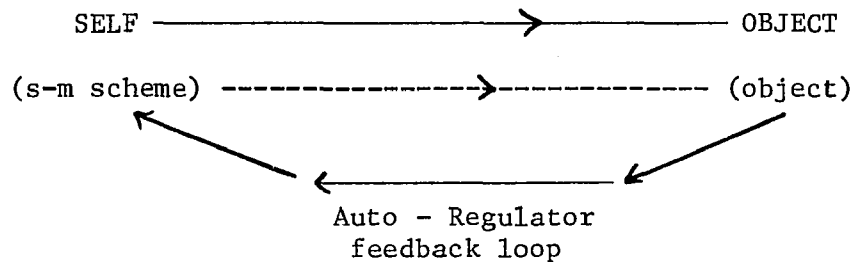 SELF OBJECT
(s-m scheme) (object)
Auto - Regulator
feedback loop